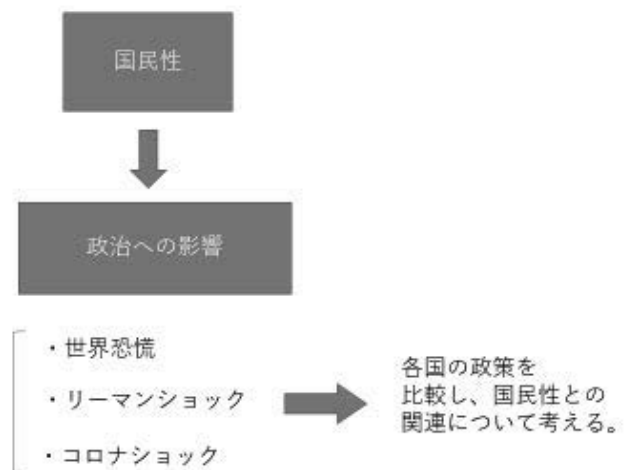 国民性
政治への影響
・世界恐慌
・リーマンショック
・コロナショック
各国の政策を
比較し、国民性との
関連について考える。